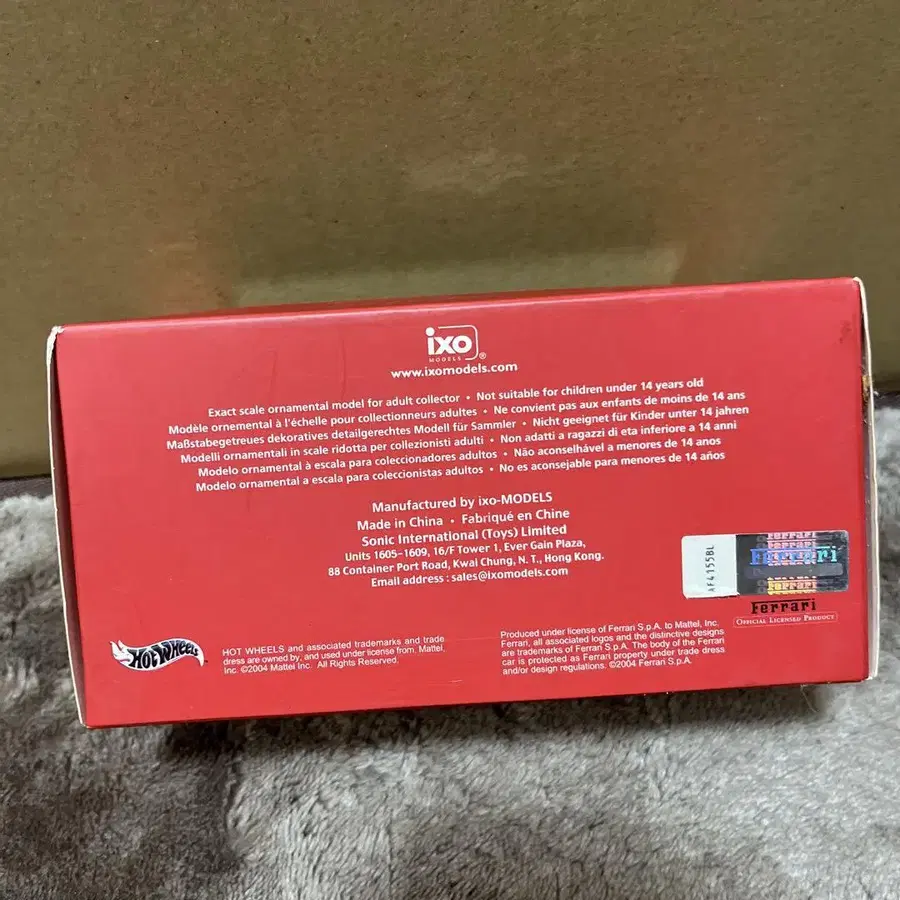 ixo
MODELS ®
www.ixomodels.com
Exact scale ornamental model for adult collector • Not suitable for children under 14 years old
Modèle ornemental à l'échelle pour collectionneurs adultes • Ne convient pas aux enfants de moins de 14 ans
Maßstabegetreues dekoratives detailgerechtes Modell für Sammler • Nicht geeignet für Kinder unter 14 jahren
Modelli ornamentali in scale ridotta per collezionisti adulti • Non adatti a ragazzi di eta inferiore a 14 anni
Modelo ornamental à escala para coleccionadores adultos • Não aconselhável a menores de 14 anos
Modelo ornamental a escala para coleccionistas adultos • No es aconsejable para menores de 14 años
Manufactured by ixo-MODELS
Made in China • Fabriqué en Chine
Sonic International (Toys) Limited
Units 1605-1609, 16/F Tower 1, Ever Gain Plaza,
88 Container Port Road, Kwai Chung, N. T., Hong Kong.
Email address : sales@ixomodels.com
AF4155BL
Ferrari
Ferrari
Ferrari
Ferrari
OFFICIAL LICENSED PRODUCT
HOT WHEELS
HOT WHEELS and associated trademarks and trade
dress are owned by, and used under license from. Mattel,
Inc. ©2004 Mattel Inc. All Rights Reserved.
Produced under license of Ferrari S.p.A. to Mattel, Inc.
Ferrari, all associated logos and the distinctive designs
are trademarks of Ferrari S.p.A. The body of the Ferrari
car is protected as Ferrari property under trade dress
and/or design regulations. ©2004 Ferrari S.p.A.